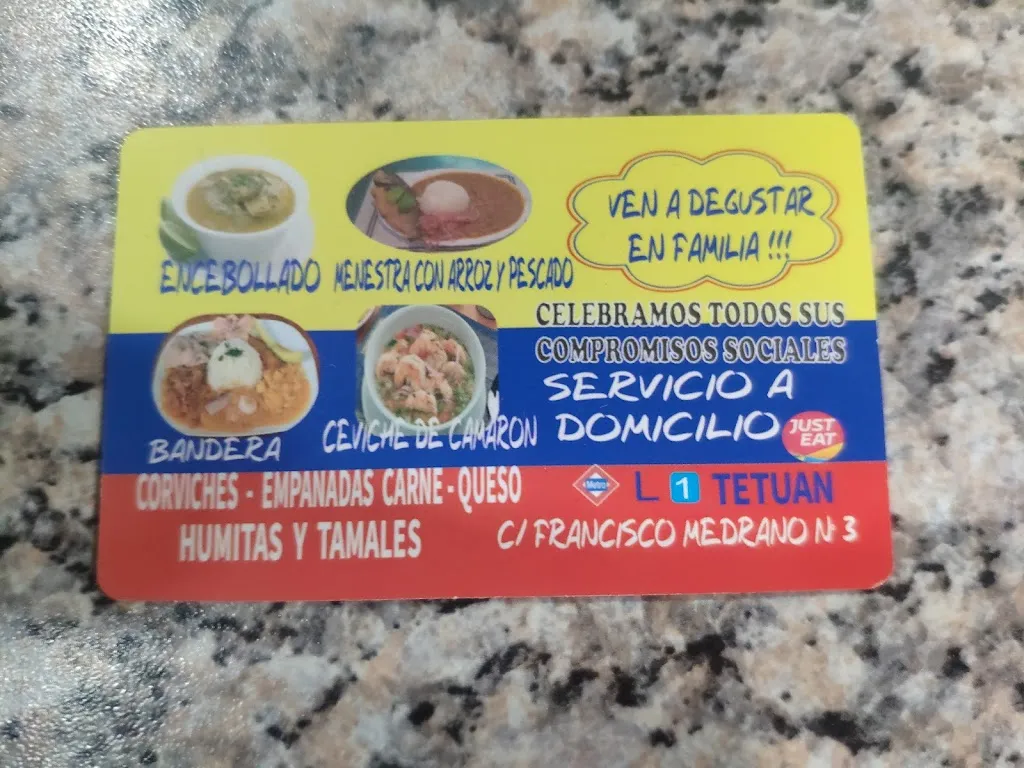 VEN A DEGUSTAR
EN FAMILIA !!!
ENCEBOLLADO
MENESTRA CON ARROZ Y PESCADO
CELEBRAMOS TODOS SUS
COMPROMISOS SOCIALES
SERVICIO A
DOMICILIO
JUST
EAT
BANDERA
CEVICHE DE CAMARON
CORVICHES - EMPANADAS CARNE - QUESO
HUMITAS Y TAMALES
Metro L 1 TETUAN
C/ FRANCISCO MEDRANO Nº 3